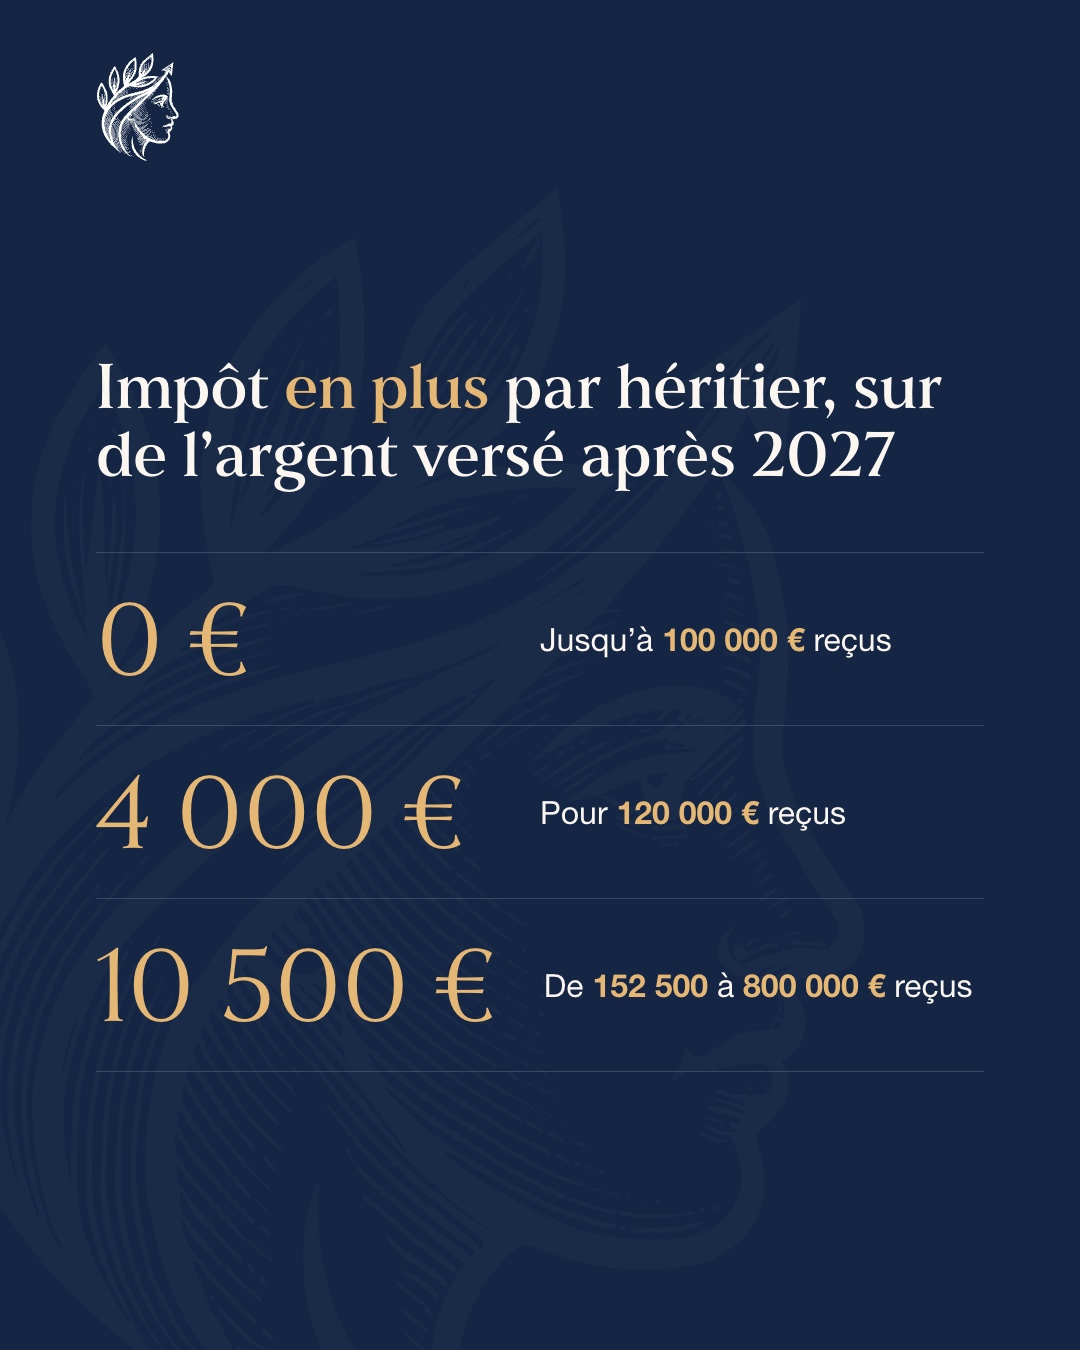 Impôt en plus par héritier, sur
de l’argent versé après 2027
0 €
Jusqu’à 100 000 € reçus
4 000 €
Pour 120 000 € reçus
10 500 €
De 152 500 à 800 000 € reçus